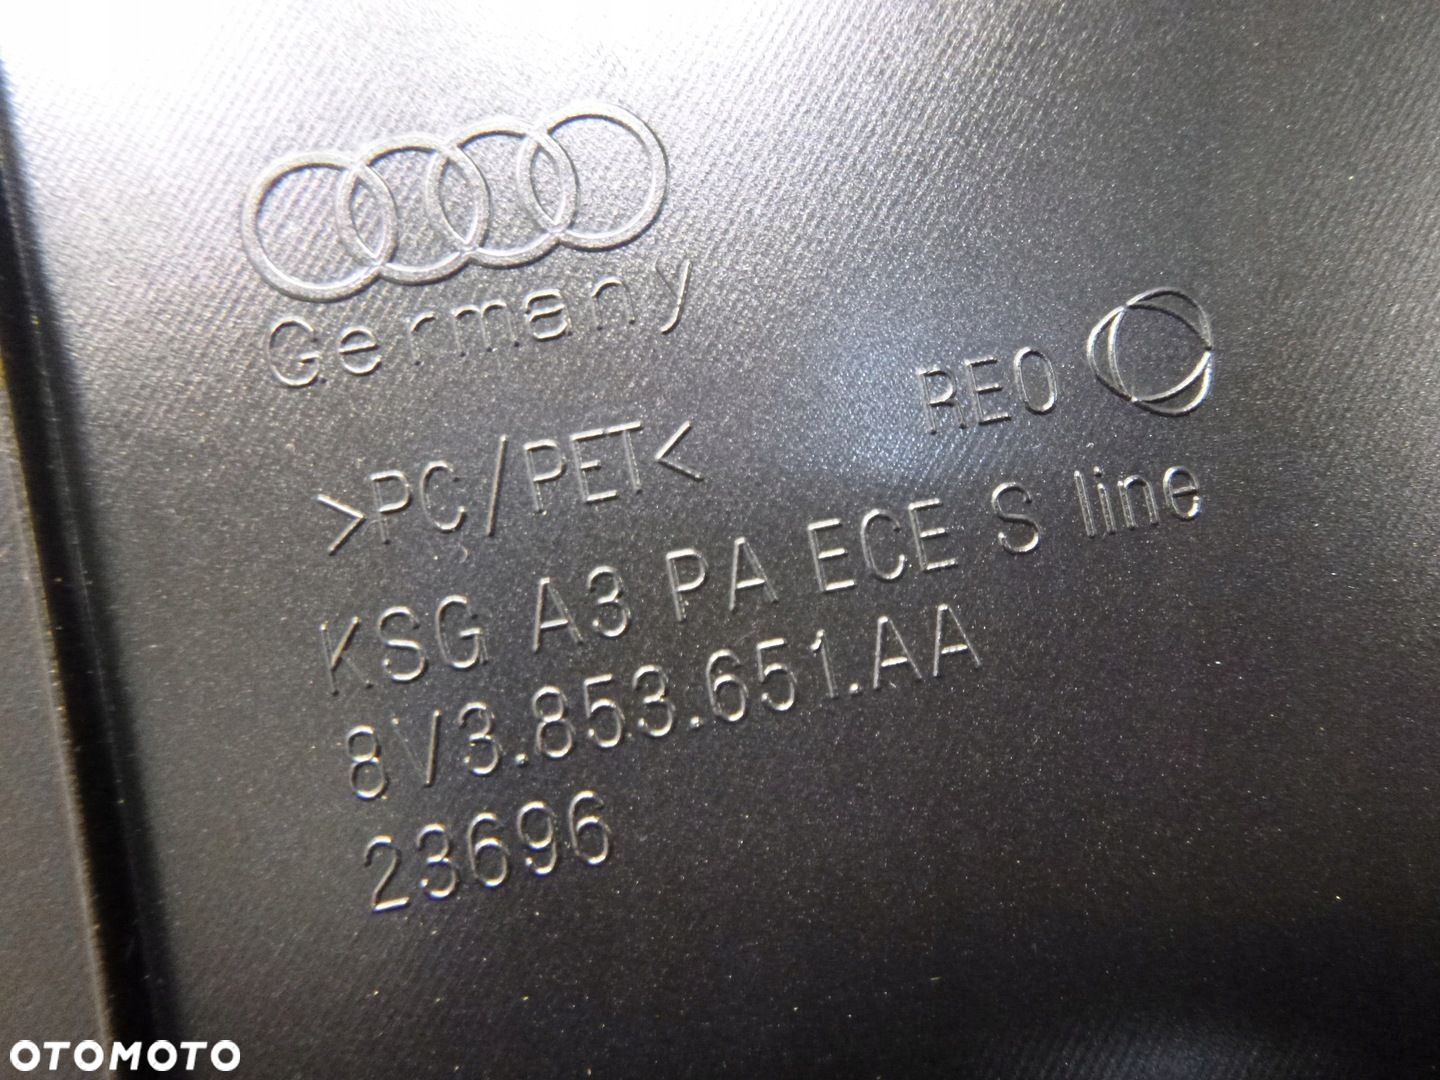 Germany
REO
>PC/PET<
KSG A3 PA ECE S line
8V3.853.651.AA
23696
OTOMOTO